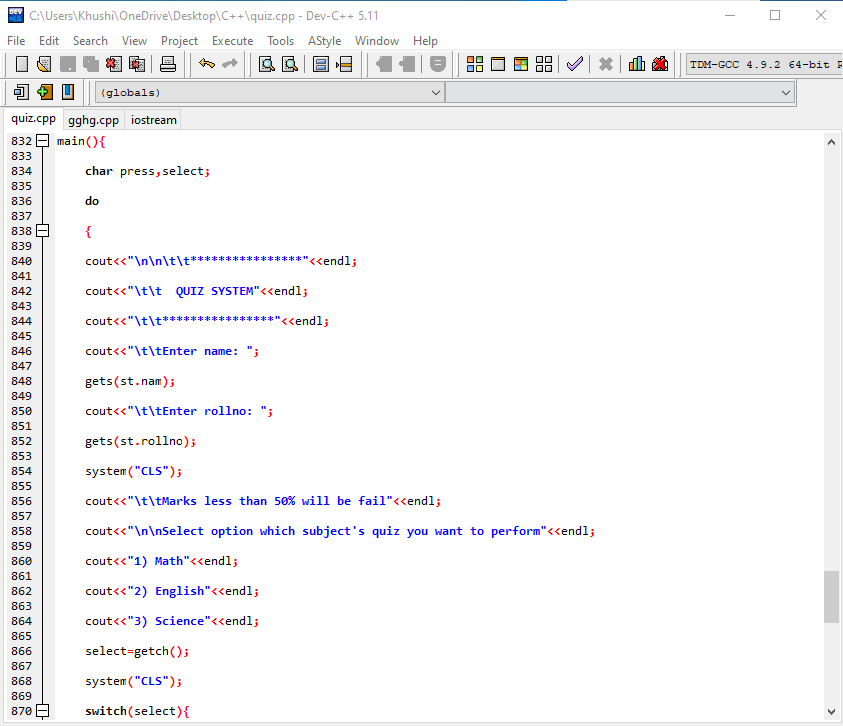 C:\Users\Khushi\OneDrive\Desktop\C++\quiz.cpp - Dev-C++ 5.11
File Edit Search View Project Execute Tools AStyle Window Help
TDM-GCC 4.9.2 64-bit
(globals)
quiz.cpp gghg.cpp iostream
832 main(){
833
834 char press,select;
835
836 do
837
838 {
839
840 cout<<"\n\n\t\t****************"<<endl;
841
842 cout<<"\t\t  QUIZ SYSTEM"<<endl;
843
844 cout<<"\t\t****************"<<endl;
845
846 cout<<"\t\tEnter name: ";
847
848 gets(st.nam);
849
850 cout<<"\t\tEnter rollno: ";
851
852 gets(st.rollno);
853
854 system("CLS");
855
856 cout<<"\t\tMarks less than 50% will be fail"<<endl;
857
858 cout<<"\n\nSelect option which subject's quiz you want to perform"<<endl;
859
860 cout<<"1) Math"<<endl;
861
862 cout<<"2) English"<<endl;
863
864 cout<<"3) Science"<<endl;
865
866 select=getch();
867
868 system("CLS");
869
870 switch(select){